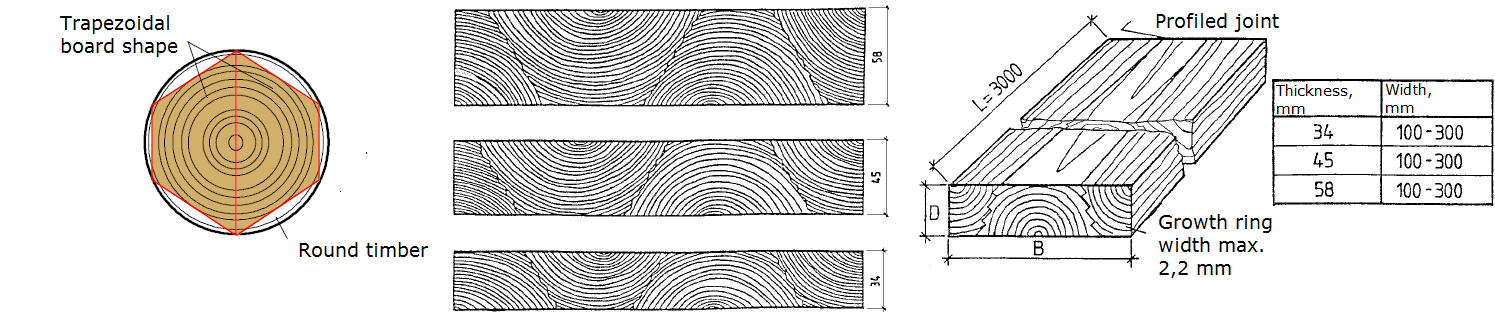 Trapezoidal
board shape
Round timber
58
45
34
Profiled joint
L= 3000
D
B
Growth ring
width max.
2,2 mm
Thickness, mm
Width, mm
34 100-300
45 100-300
58 100-300